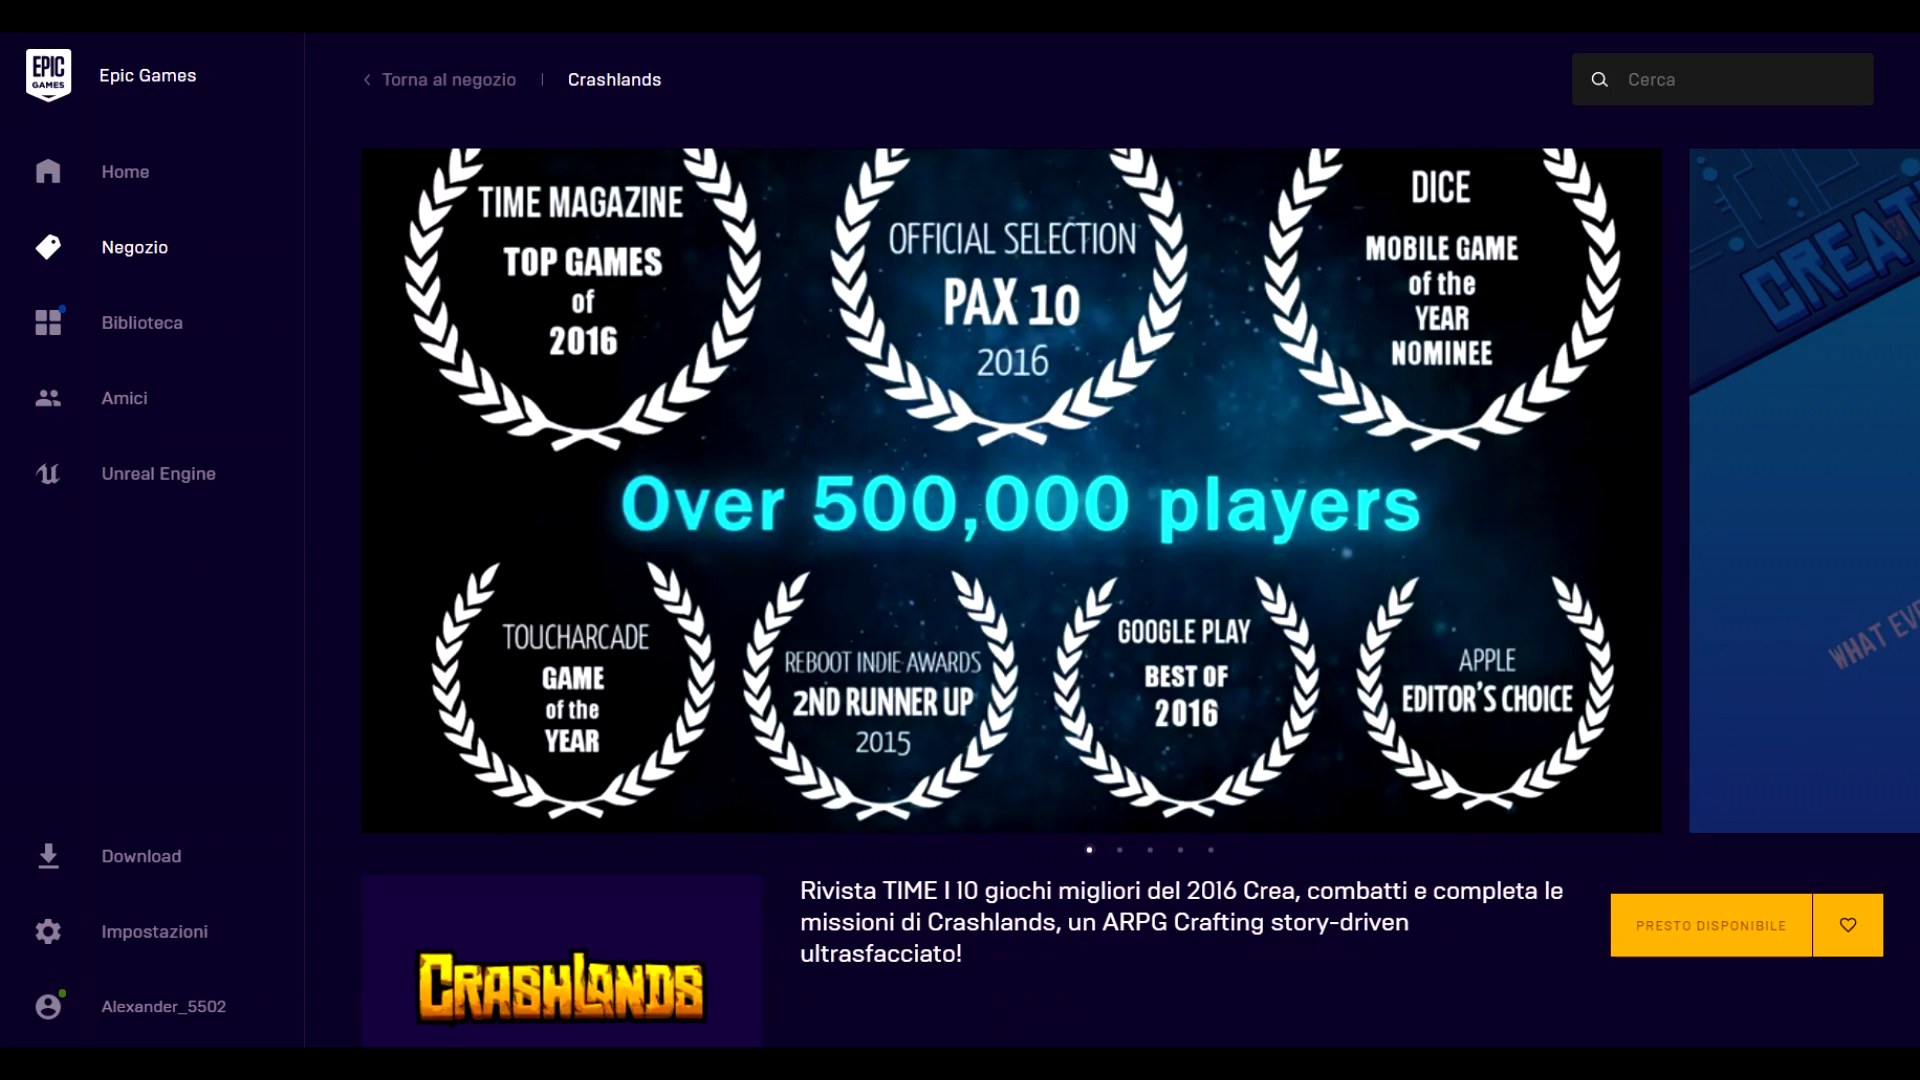 EPIC
GAMES
Epic Games
Torna al negozio
Crashlands
Cerca
Home
Negozio
Biblioteca
Amici
Unreal Engine
Download
Impostazioni
Alexander_5502
TIME MAGAZINE
TOP GAMES
of
2016
OFFICIAL SELECTION
PAX 10
2016
DICE
MOBILE GAME
of the
YEAR
NOMINEE
Over 500,000 players
TOUCHARCADE
GAME
of the
YEAR
REBOOT INDIE AWARDS
2ND RUNNER UP
2015
GOOGLE PLAY
BEST OF
2016
APPLE
EDITOR'S CHOICE
CREAT
WHAT EVE
CRASHLANDS
Rivista TIME I 10 giochi migliori del 2016 Crea, combatti e completa le
missioni di Crashlands, un ARPG Crafting story-driven
ultrasfacciato!
PRESTO DISPONIBILE